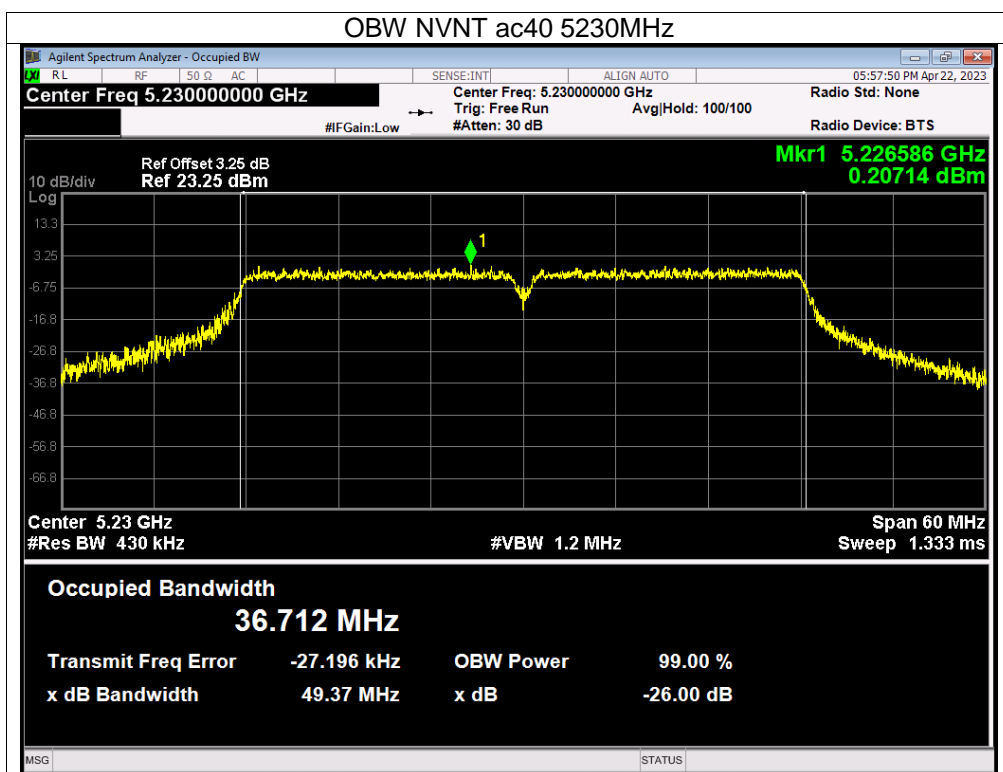 OBW NVNT ac40 5230MHz
Agilent Spectrum Analyzer - Occupied BW
LXI RL RF 50 Ω AC SENSE:INT ALIGN AUTO 05:57:50 PM Apr 22, 2023
Center Freq 5.230000000 GHz Center Freq: 5.230000000 GHz Radio Std: None
Trig: Free Run Avg|Hold: 100/100
#IFGain:Low #Atten: 30 dB Radio Device: BTS
Ref Offset 3.25 dB Mkr1 5.226586 GHz
10 dB/div Ref 23.25 dBm 0.20714 dBm
Log
13.3
1
3.25
-6.75
-16.8
-26.8
-36.8
-46.8
-56.8
-66.8
Center 5.23 GHz Span 60 MHz
#Res BW 430 kHz #VBW 1.2 MHz Sweep 1.333 ms
Occupied Bandwidth
36.712 MHz
Transmit Freq Error -27.196 kHz OBW Power 99.00 %
x dB Bandwidth 49.37 MHz x dB -26.00 dB
MSG STATUS